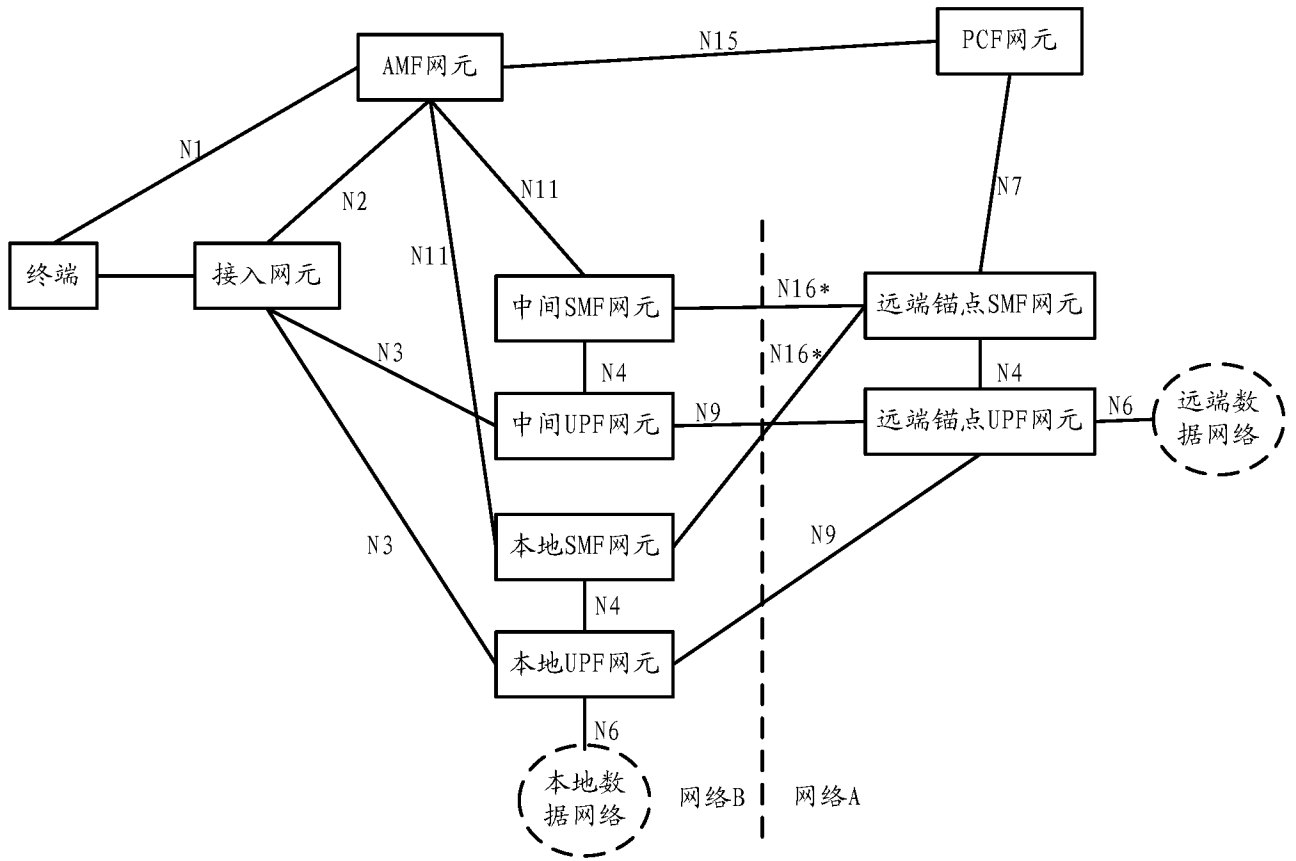 N15
PCF网元
AMF网元
N1
N2
N11
N7
N11
终端
接入网元
中间SMF网元
N16*
远端锚点SMF网元
N3
N4
N16*
N4
中间UPF网元
N9
远端锚点UPF网元
N6
远端数
据网络
N3
本地SMF网元
N9
N4
本地UPF网元
N6
本地数
据网络
网络B
网络A